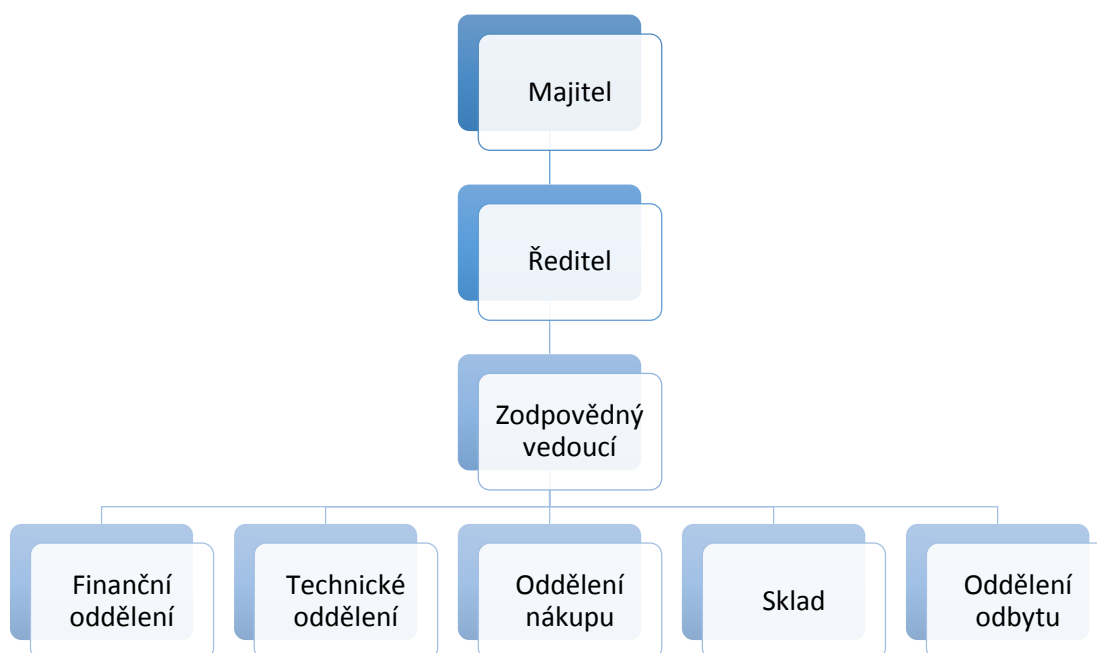 Majitel
Ředitel
Zodpovědný
vedoucí
Finanční
oddělení
Technické
oddělení
Oddělení
nákupu
Sklad
Oddělení
odbytu